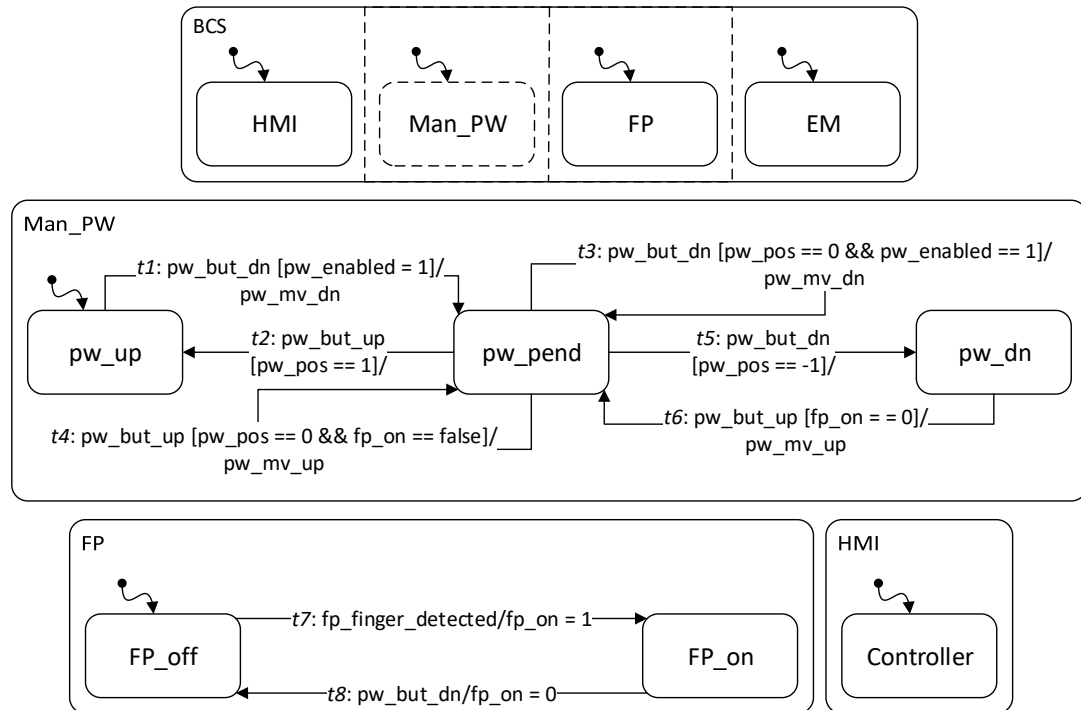 BCS
HMI
Man_PW
FP
EM
Man_PW
t1: pw_but_dn [pw_enabled = 1]/
pw_mv_dn
t3: pw_but_dn [pw_pos == 0 && pw_enabled == 1]/
pw_mv_dn
pw_up
t2: pw_but_up
[pw_pos == 1]/
pw_pend
t5: pw_but_dn
[pw_pos == -1]/
pw_dn
t4: pw_but_up [pw_pos == 0 && fp_on == false]/
pw_mv_up
t6: pw_but_up [fp_on = = 0]/
pw_mv_up
FP
FP_off
t7: fp_finger_detected/fp_on = 1
t8: pw_but_dn/fp_on = 0
FP_on
HMI
Controller